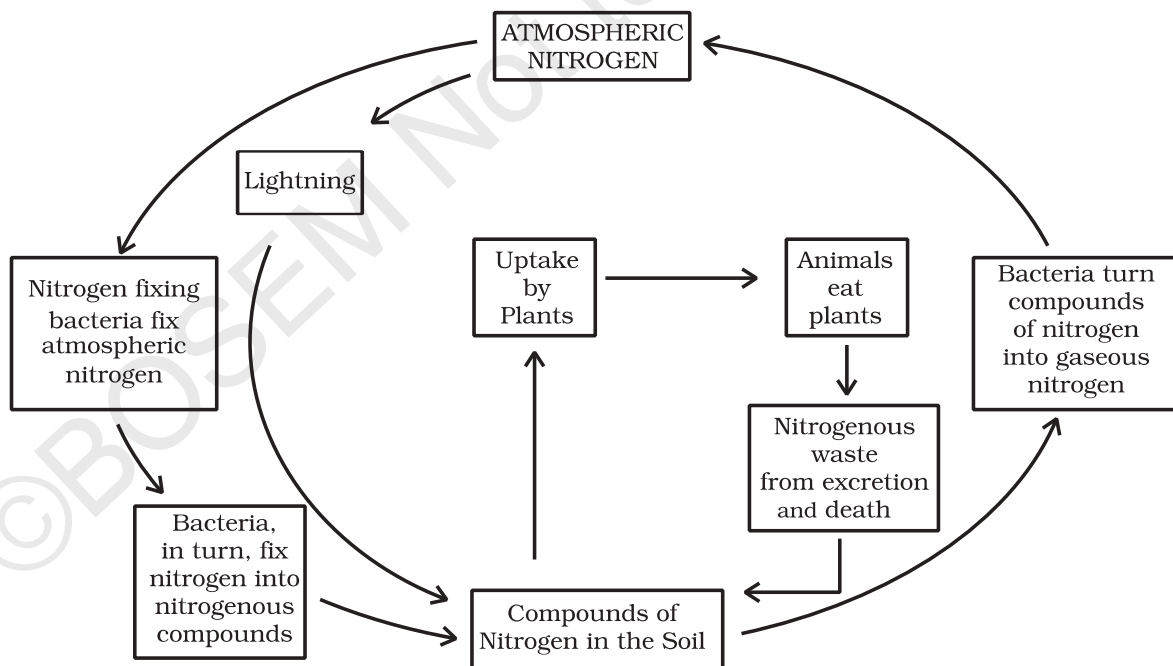 ATMOSPHERIC
NITROGEN
Lightning
Nitrogen fixing
bacteria fix
atmospheric
nitrogen
Uptake
by
Plants
Animals
eat
plants
Bacteria turn
compounds
of nitrogen
into gaseous
nitrogen
Nitrogenous
waste
from excretion
and death
Bacteria,
in turn, fix
nitrogen into
nitrogenous
compounds
Compounds of
Nitrogen in the Soil
©BOSEM Not